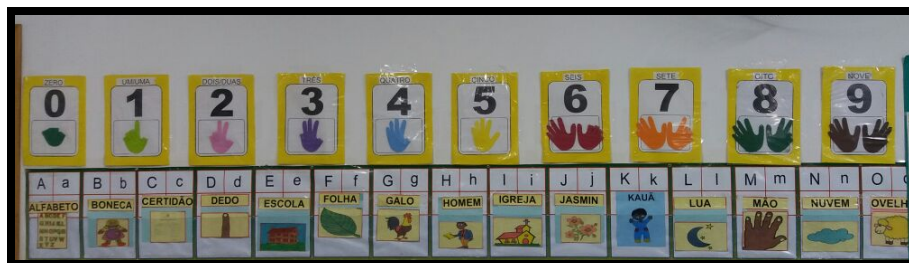 ZERO UM/UMA DOIS/DUAS TRÊS QUATRO CINCO SEIS SETE OITO NOVE
0 1 2 3 4 5 6 7 8 9
A a B b C c D d E e F f G g H h I i J j K k L l M m N n O
ALFABETO BONECA CERTIDÃO DEDO ESCOLA FOLHA GALO HOMEM IGREJA JASMIN KAUÃ LUA MÃO NUVEM OVELH